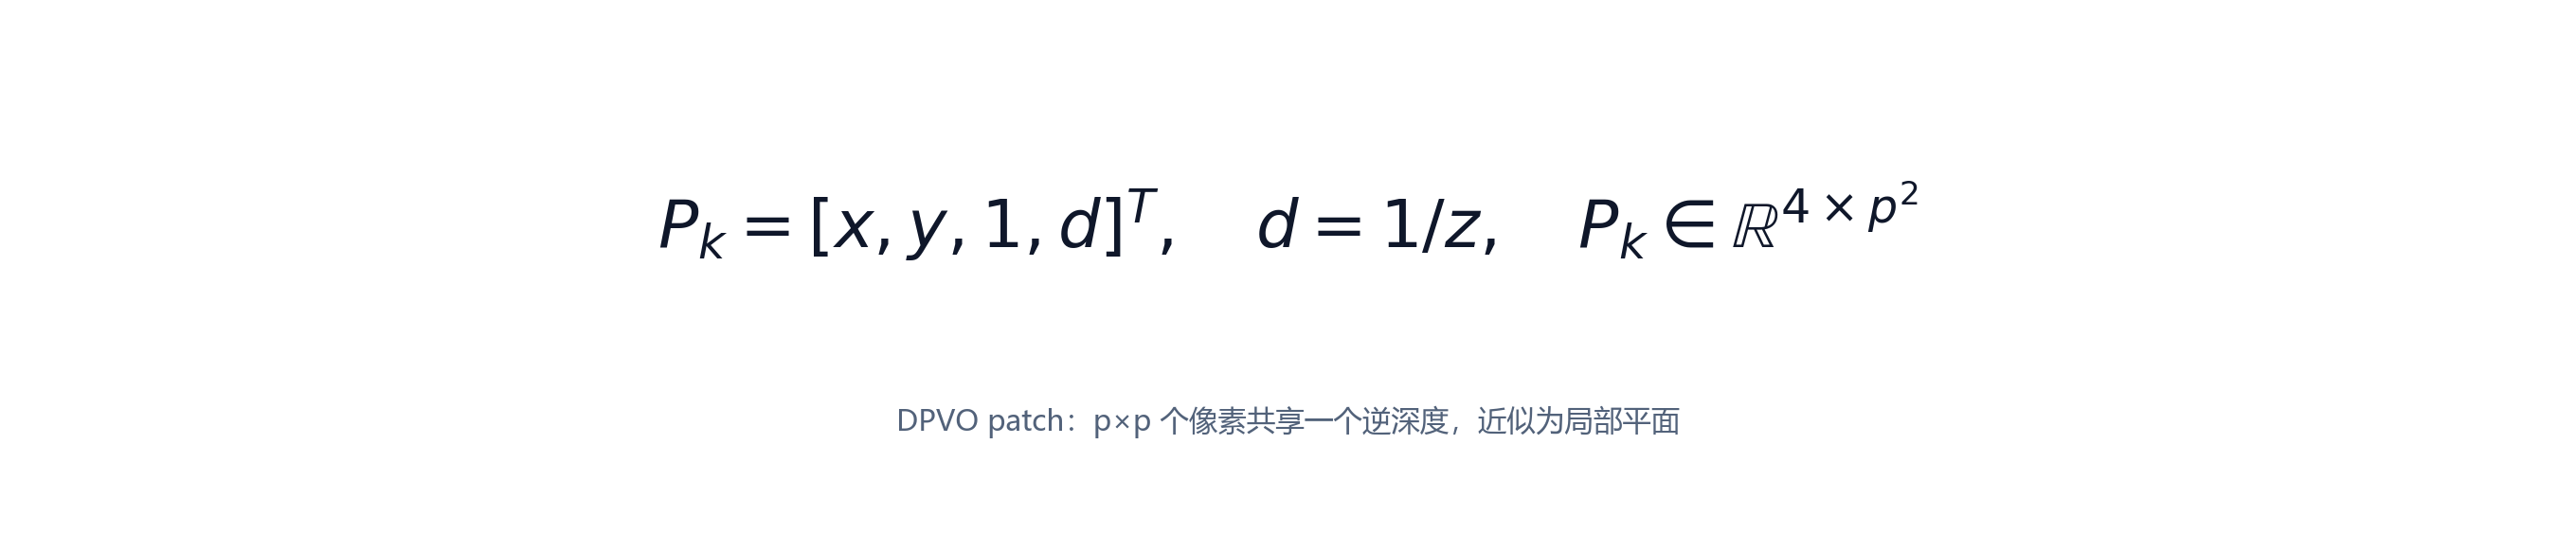 P_k = [x, y, 1, d]^T,  d = 1/z,  P_k ∈ ℝ^{4×p^2}
DPVO patch：p×p 个像素共享一个逆深度，近似为局部平面